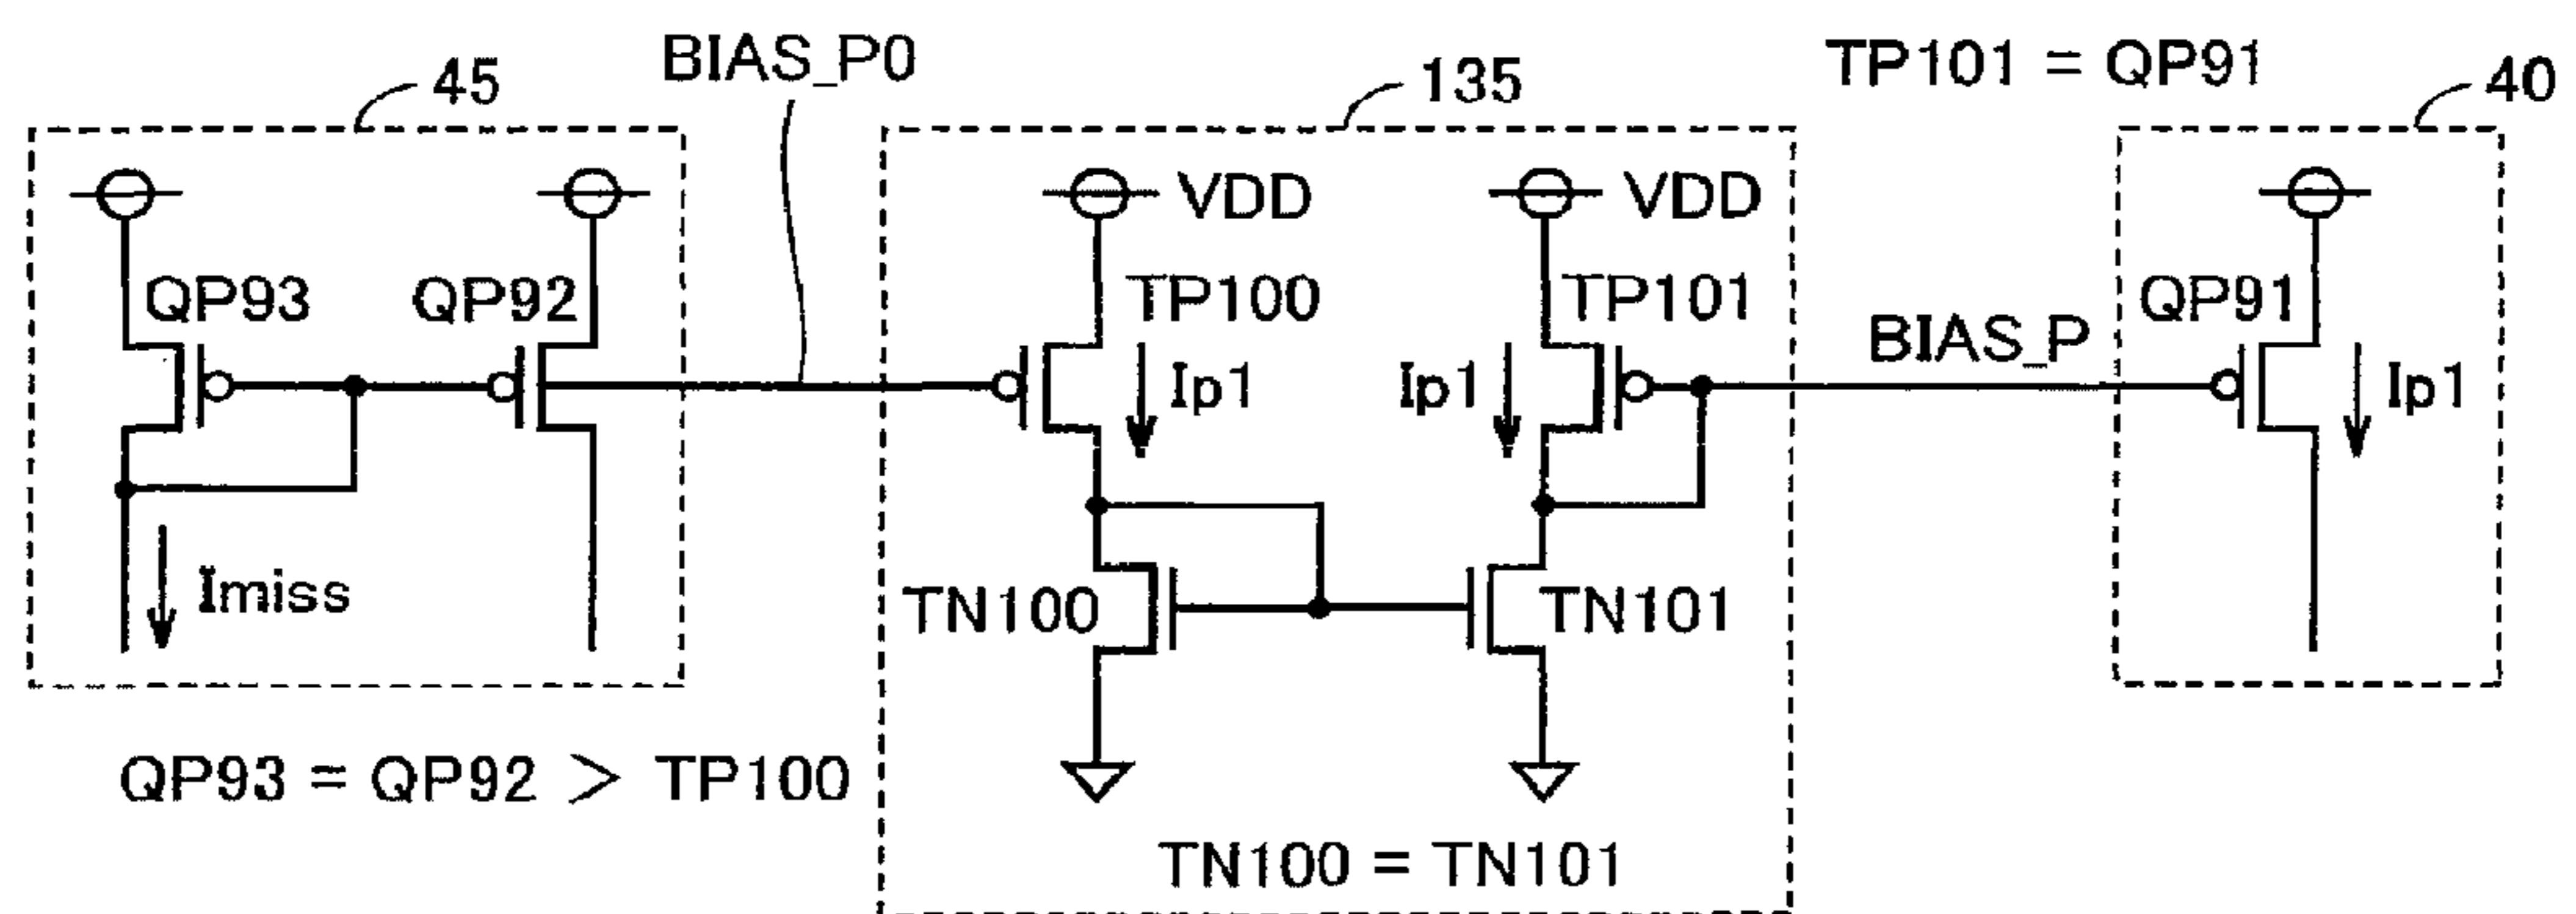 45
BIAS_P0
135
TP101 = QP91
40
VDD
VDD
QP93
QP92
TP100
TP101
QP91
BIAS_P
Ip1
Ip1
Ip1
Imiss
TN100
TN101
QP93 = QP92 > TP100
TN100 = TN101